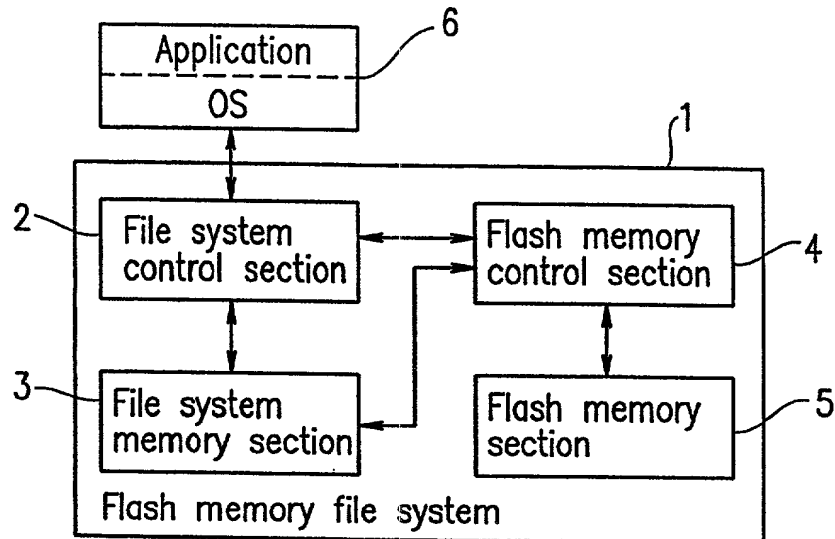 6
Application
OS
1
2
File system
control section
Flash memory
control section
4
3
File system
memory section
Flash memory
section
5
Flash memory file system